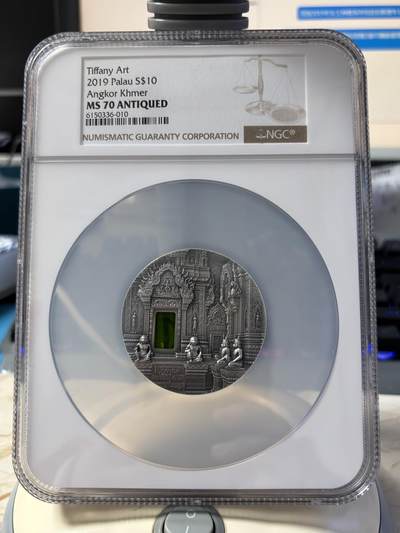 Tiffany Art
2019 Palau S$10
Angkor Khmer
MS 70 ANTIQUED
6150336-010
NUMISMATIC GUARANTY CORPORATION NGC®